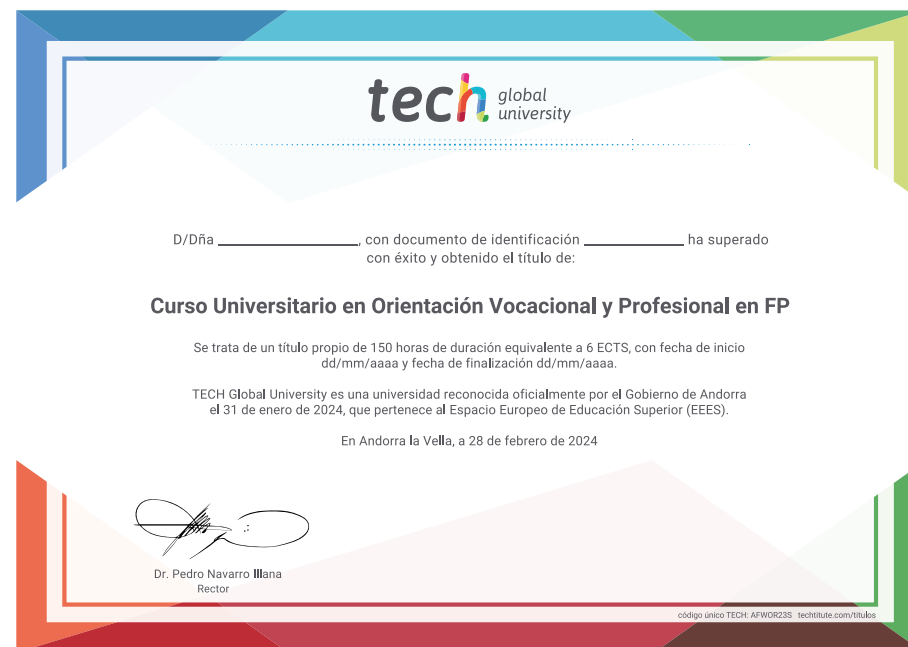 tech global university
D/Dña ________________, con documento de identificación ____________ ha superado
con éxito y obtenido el título de:
Curso Universitario en Orientación Vocacional y Profesional en FP
Se trata de un título propio de 150 horas de duración equivalente a 6 ECTS, con fecha de inicio
dd/mm/aaaa y fecha de finalización dd/mm/aaaa.
TECH Global University es una universidad reconocida oficialmente por el Gobierno de Andorra
el 31 de enero de 2024, que pertenece al Espacio Europeo de Educación Superior (EEES).
En Andorra la Vella, a 28 de febrero de 2024
Dr. Pedro Navarro Illana
Rector
código único TECH: AFWOR23S techtitute.com/titulos